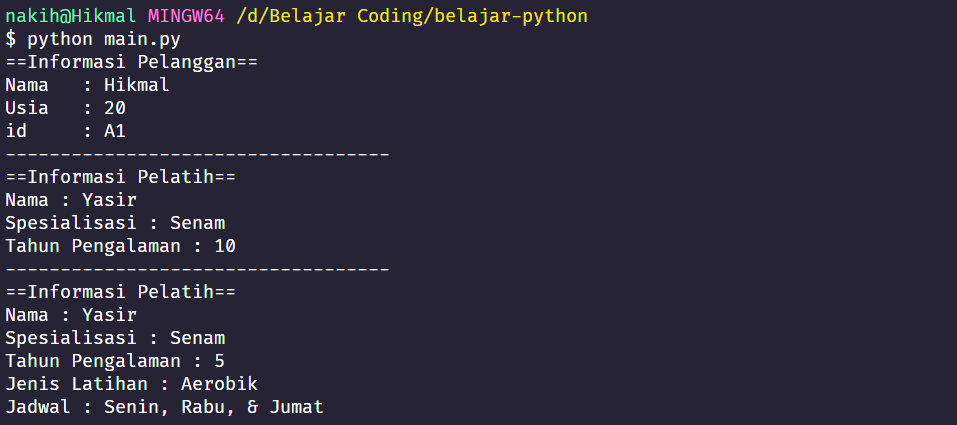 nakih@Hikmal MINGW64 /d/Belajar Coding/belajar-python
$ python main.py
==Informasi Pelanggan==
Nama   : Hikmal
Usia   : 20
id     : A1
-----------------------------------
==Informasi Pelatih==
Nama : Yasir
Spesialisasi : Senam
Tahun Pengalaman : 10
-----------------------------------
==Informasi Pelatih==
Nama : Yasir
Spesialisasi : Senam
Tahun Pengalaman : 5
Jenis Latihan : Aerobik
Jadwal : Senin, Rabu, & Jumat